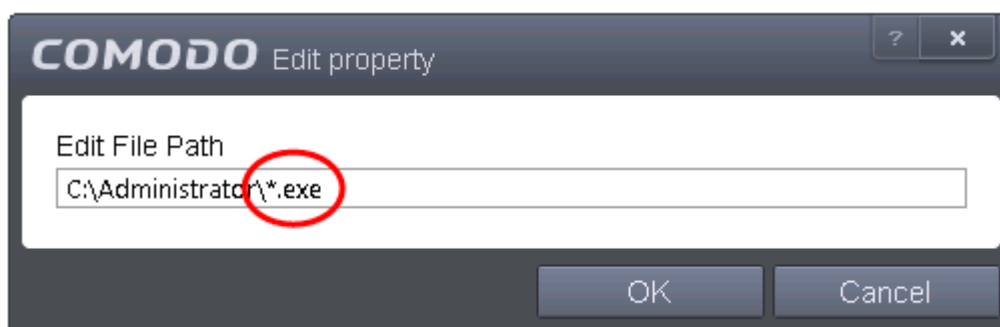 COMODO Edit property ? ×
Edit File Path
C:\Administrator\*.exe
OK Cancel